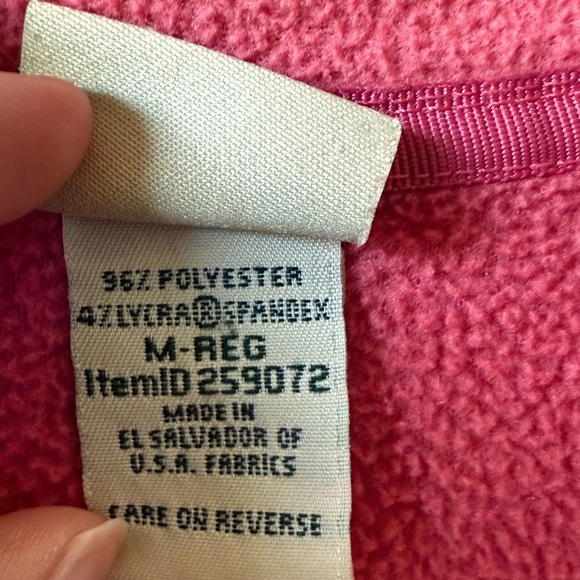 96% POLYESTER
4% LYCRA® SPANDEX
M-REG
ItemID 259072
MADE IN
EL SALVADOR OF
U.S.A. FABRICS
CARE ON REVERSE